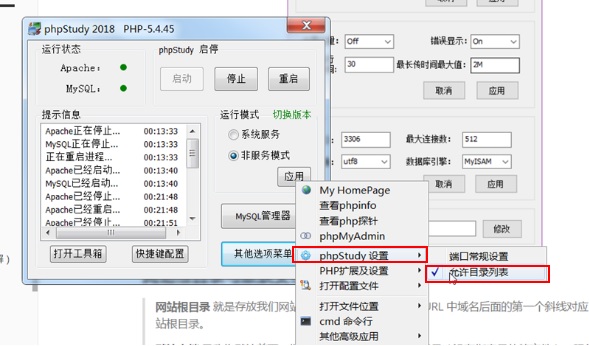 phpStudy 2018 PHP-5.4.45
运行状态
Apache:
MySQL:
phpStudy 启停
启动
停止
重启
提示信息
Apache正在停止... 00:13:33
MySQL正在停止... 00:13:33
正在重启进程... 00:13:33
Apache已经启动... 00:13:40
MySQL已经启动... 00:13:40
Apache已经停止... 00:21:48
Apache已经重启... 00:21:48
Apache已经停止... 00:21:51
运行模式 切换版本
系统服务
非服务模式
应用
MySQL管理器
其他选项菜单
打开工具箱
快捷键配置
取消
应用
Off
错误显示:
On
30
最长传时间最大值:
2M
取消
应用
3306
最大连接数:
512
utf8
数据库引擎:
MyISAM
取消
应用
修改
My HomePage
查看phpinfo
查看php探针
phpMyAdmin
phpStudy 设置
PHP扩展及设置
打开配置文件
打开文件位置
cmd 命令行
其他高级应用
端口常规设置
允许目录列表
网站根目录 就是存放我们网站
URL 中域名后面的第一个斜线对应
站根目录。